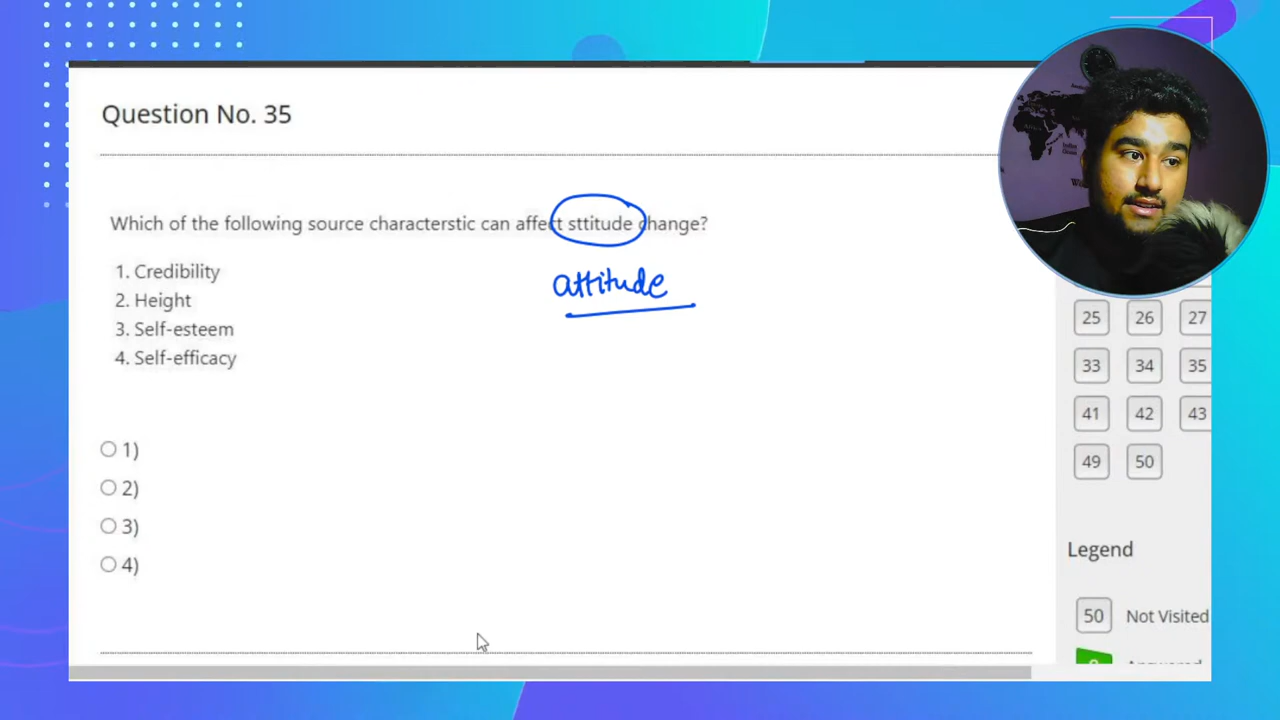 Question No. 35
Which of the following source characterstic can affect sttitude change?
attitude
1. Credibility
2. Height
3. Self-esteem
4. Self-efficacy
1)
2)
3)
4)
25 26 27
33 34 35
41 42 43
49 50
Legend
50 Not Visited